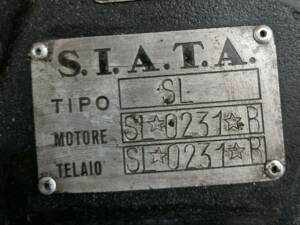 S.I.A.T.A.
TIPO SL
MOTORE SL☆0231☆B
TELAIO SL☆0231☆B